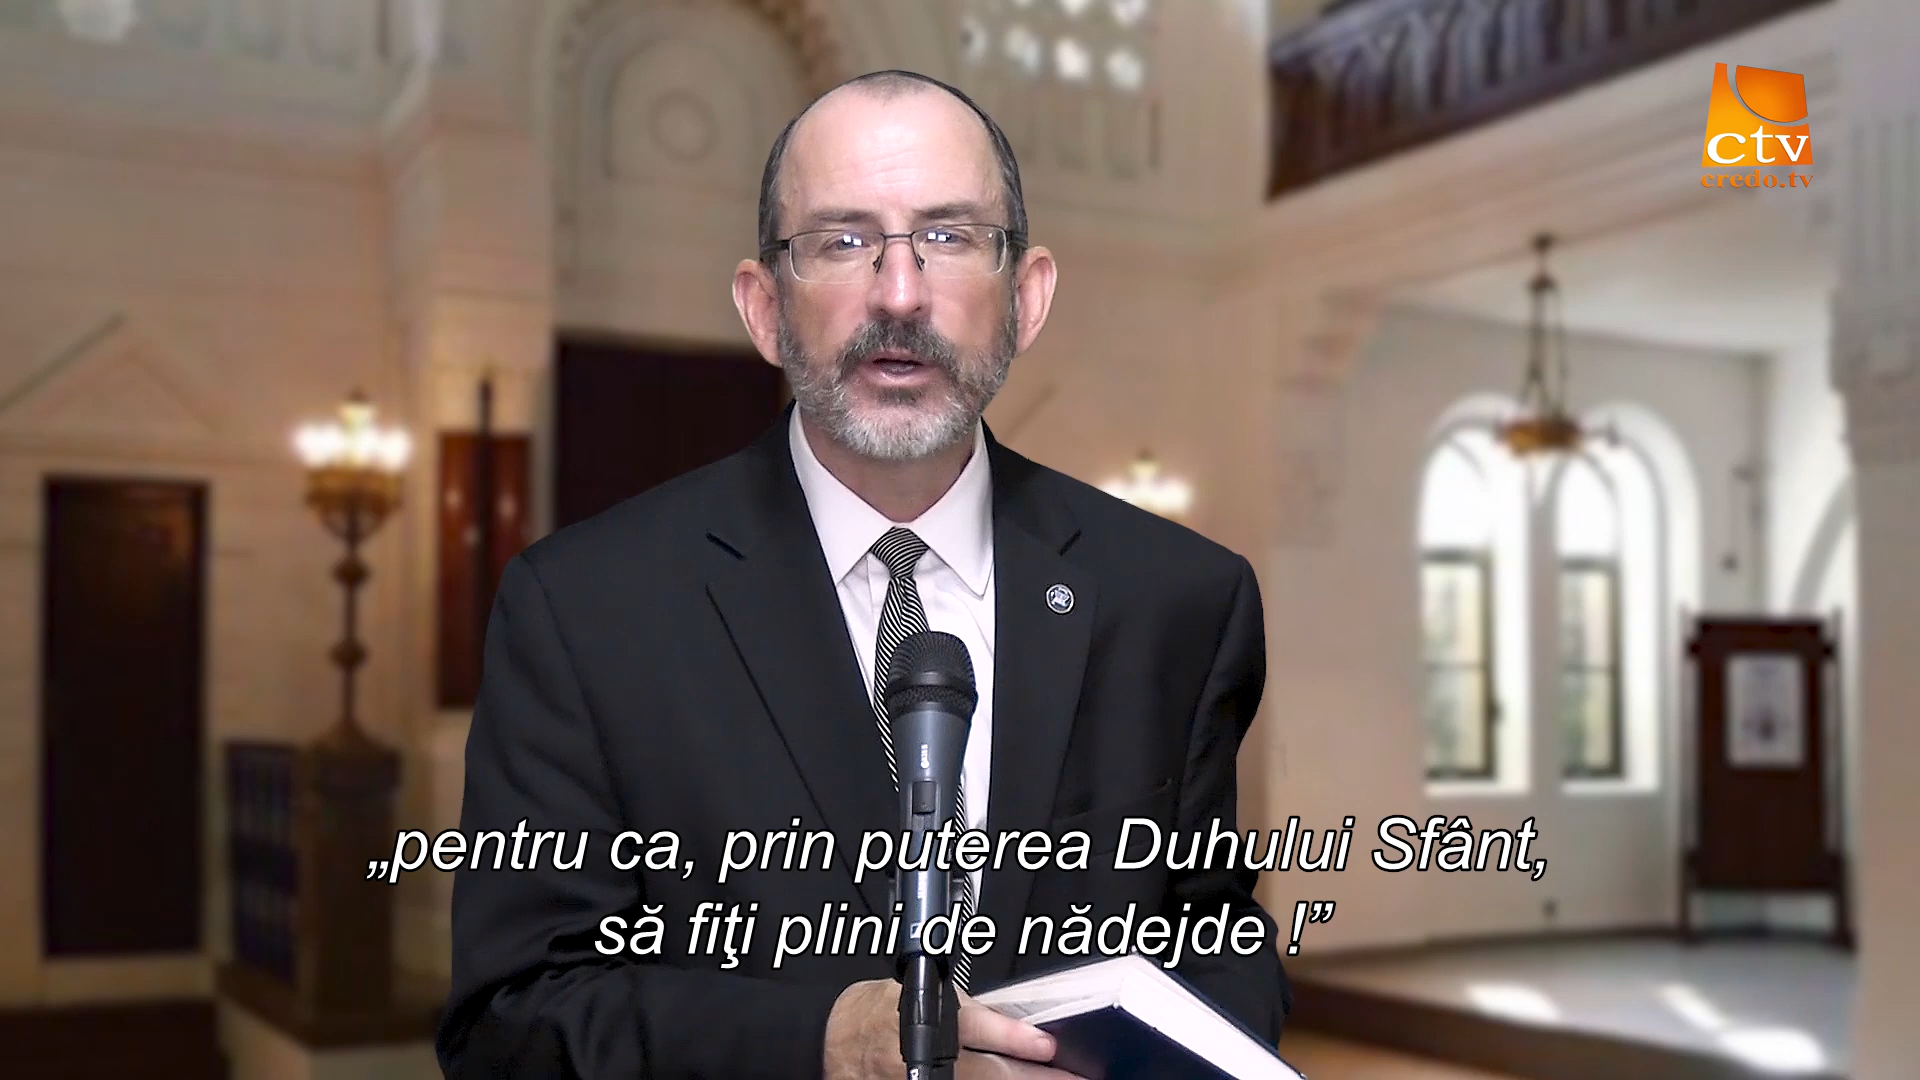 ctv
credo.tv
„pentru ca, prin puterea Duhului Sfânt,
să fiţi plini de nădejde !”